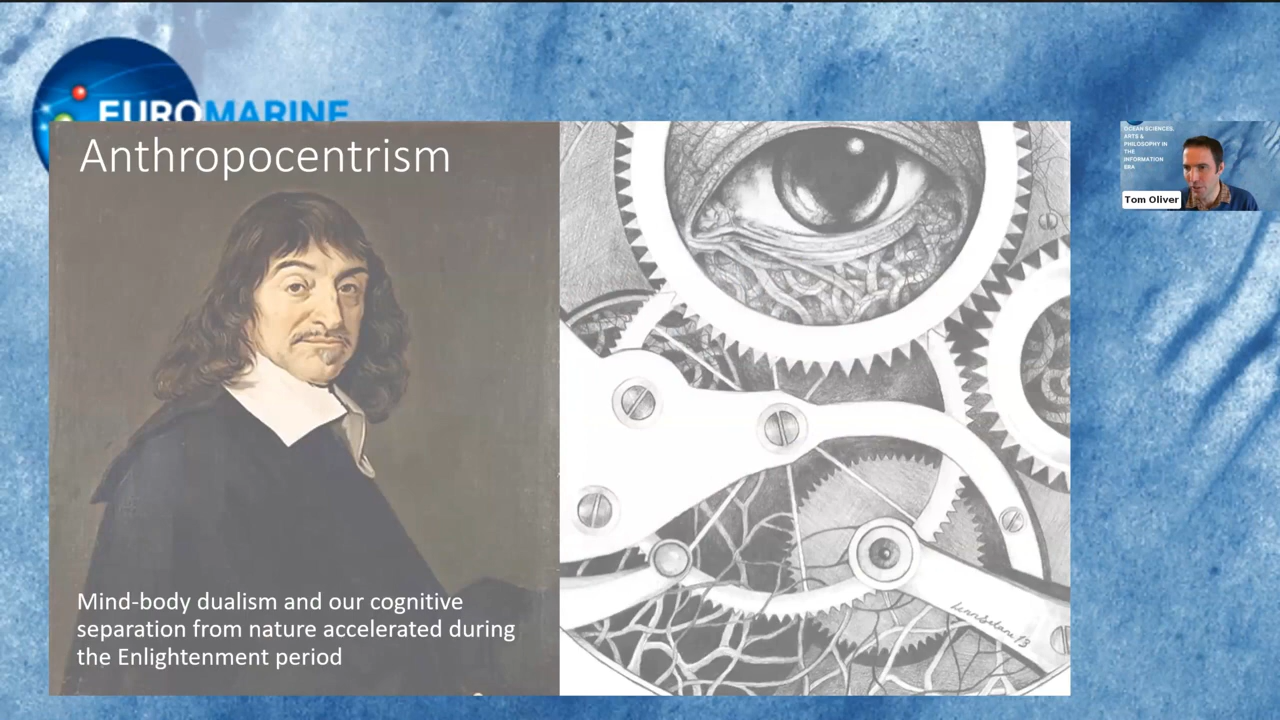 EUROMARINE
Anthropocentrism
Mind-body dualism and our cognitive
separation from nature accelerated during
the Enlightenment period
OCEAN SCIENCES,
ARTS &
PHILOSOPHY IN
THE
INFORMATION
ERA
Tom Oliver